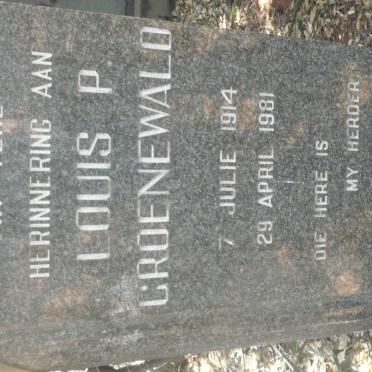 HERINNERING AAN
LOUIS P.
GROENEWALD
7 JULIE 1914
29 APRIL 1981
DIE HERE IS
MY HERDER